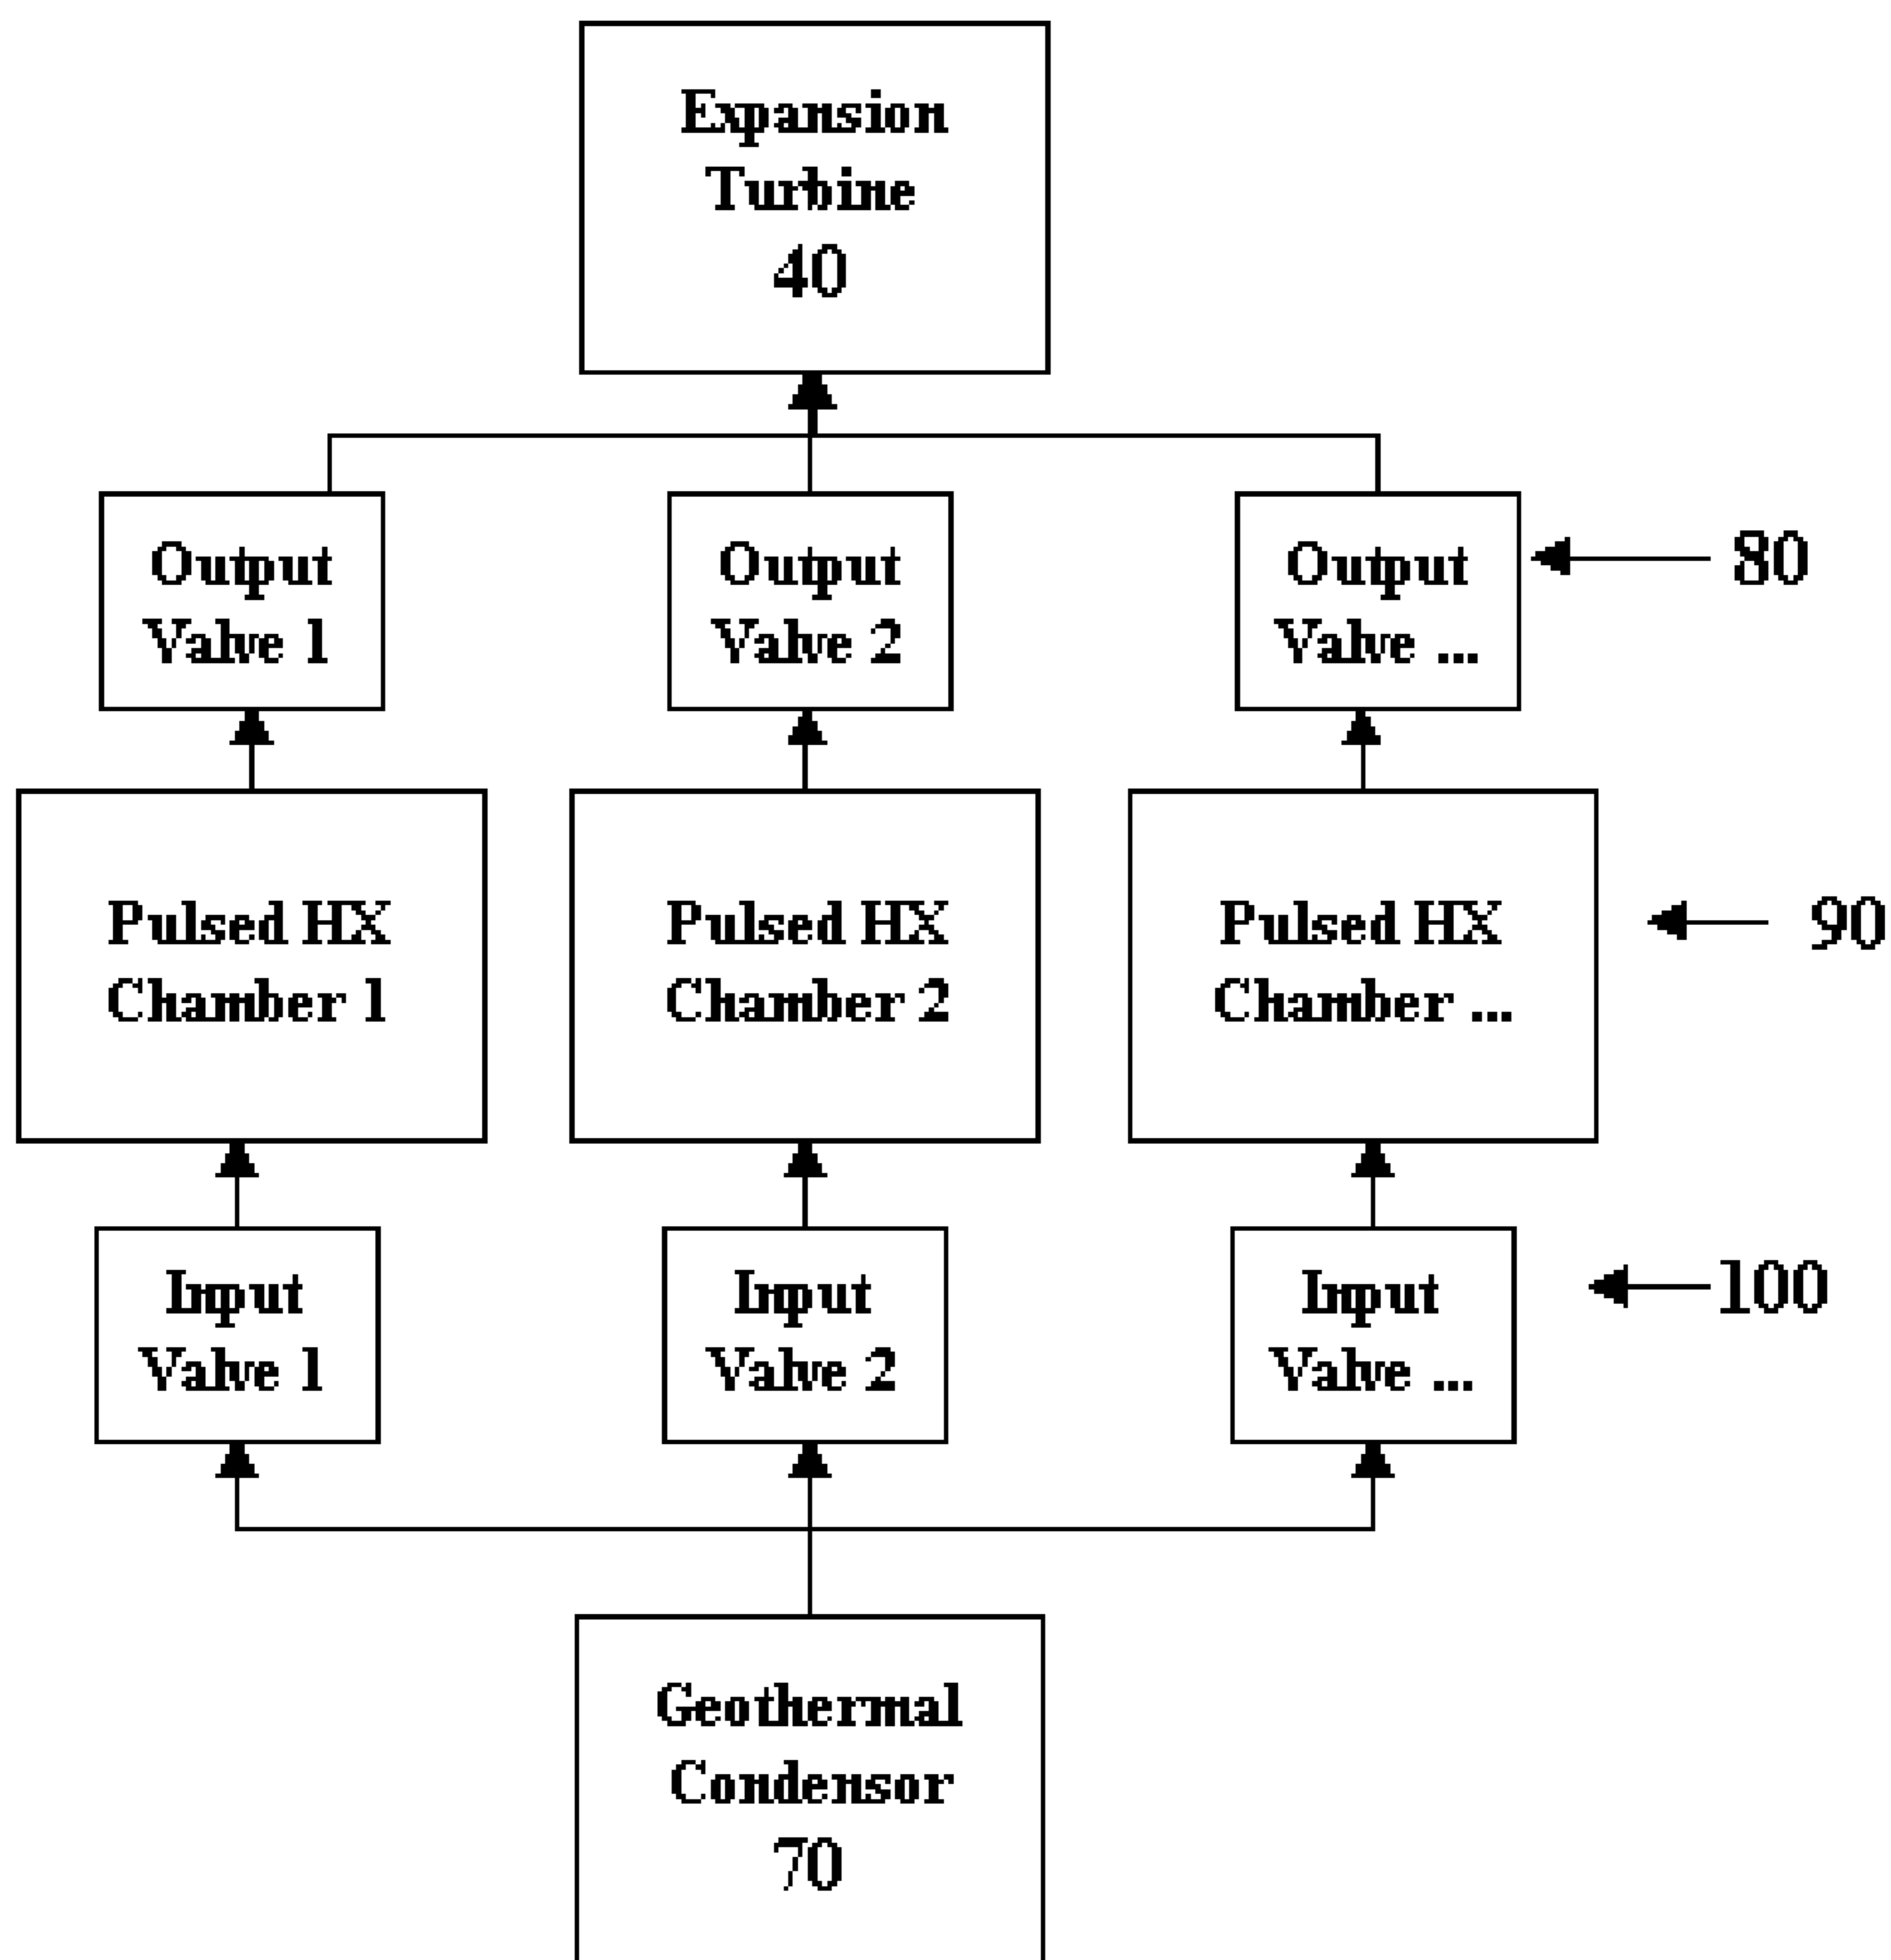 Expansion
Turbine
40
Output
Valve 1
Output
Valve 2
Output
Valve ...
80
Pulsed HX
Chamber 1
Pulsed HX
Chamber 2
Pulsed HX
Chamber ...
90
Input
Valve 1
Input
Valve 2
Input
Valve ...
100
Geothermal
Condensor
70